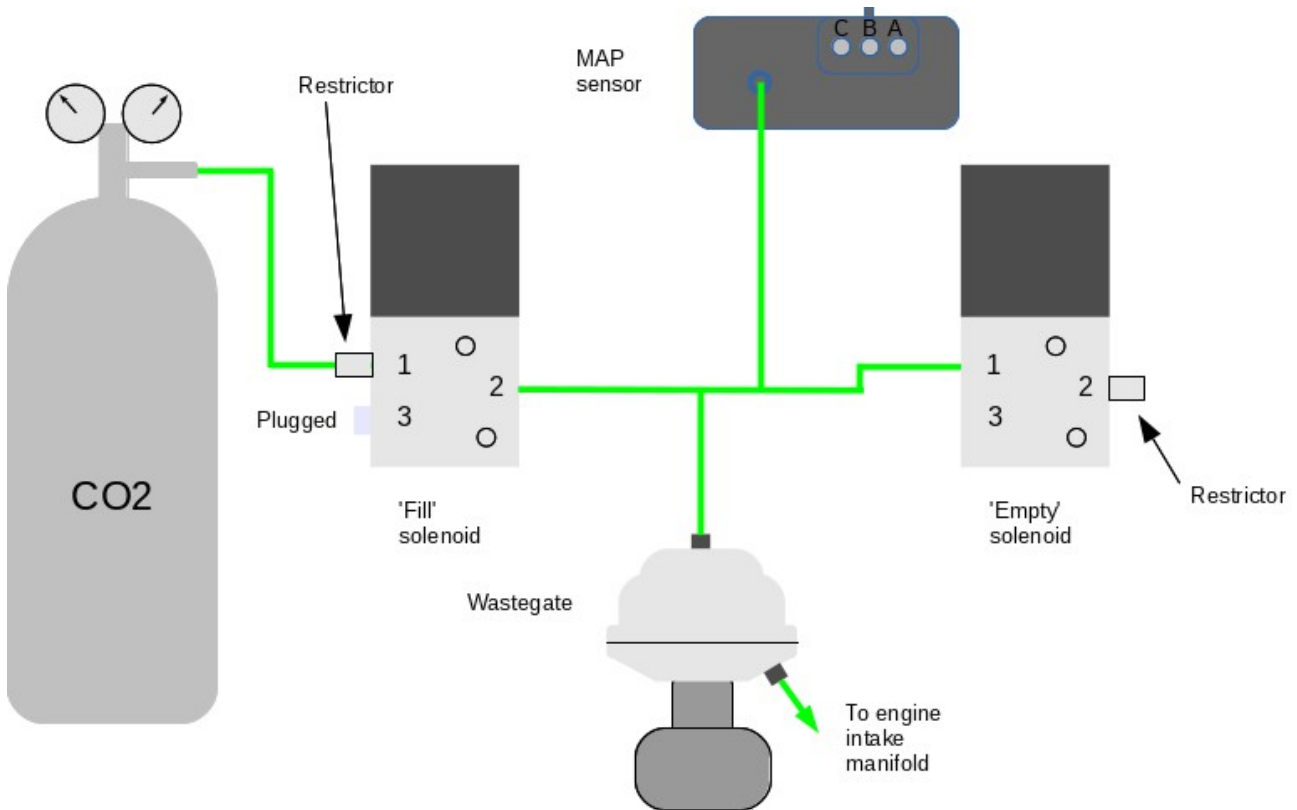 C B A
MAP
sensor
Restrictor
1
2
3
Plugged
1
2
3
CO2
'Fill'
solenoid
'Empty'
solenoid
Restrictor
Wastegate
To engine
intake
manifold